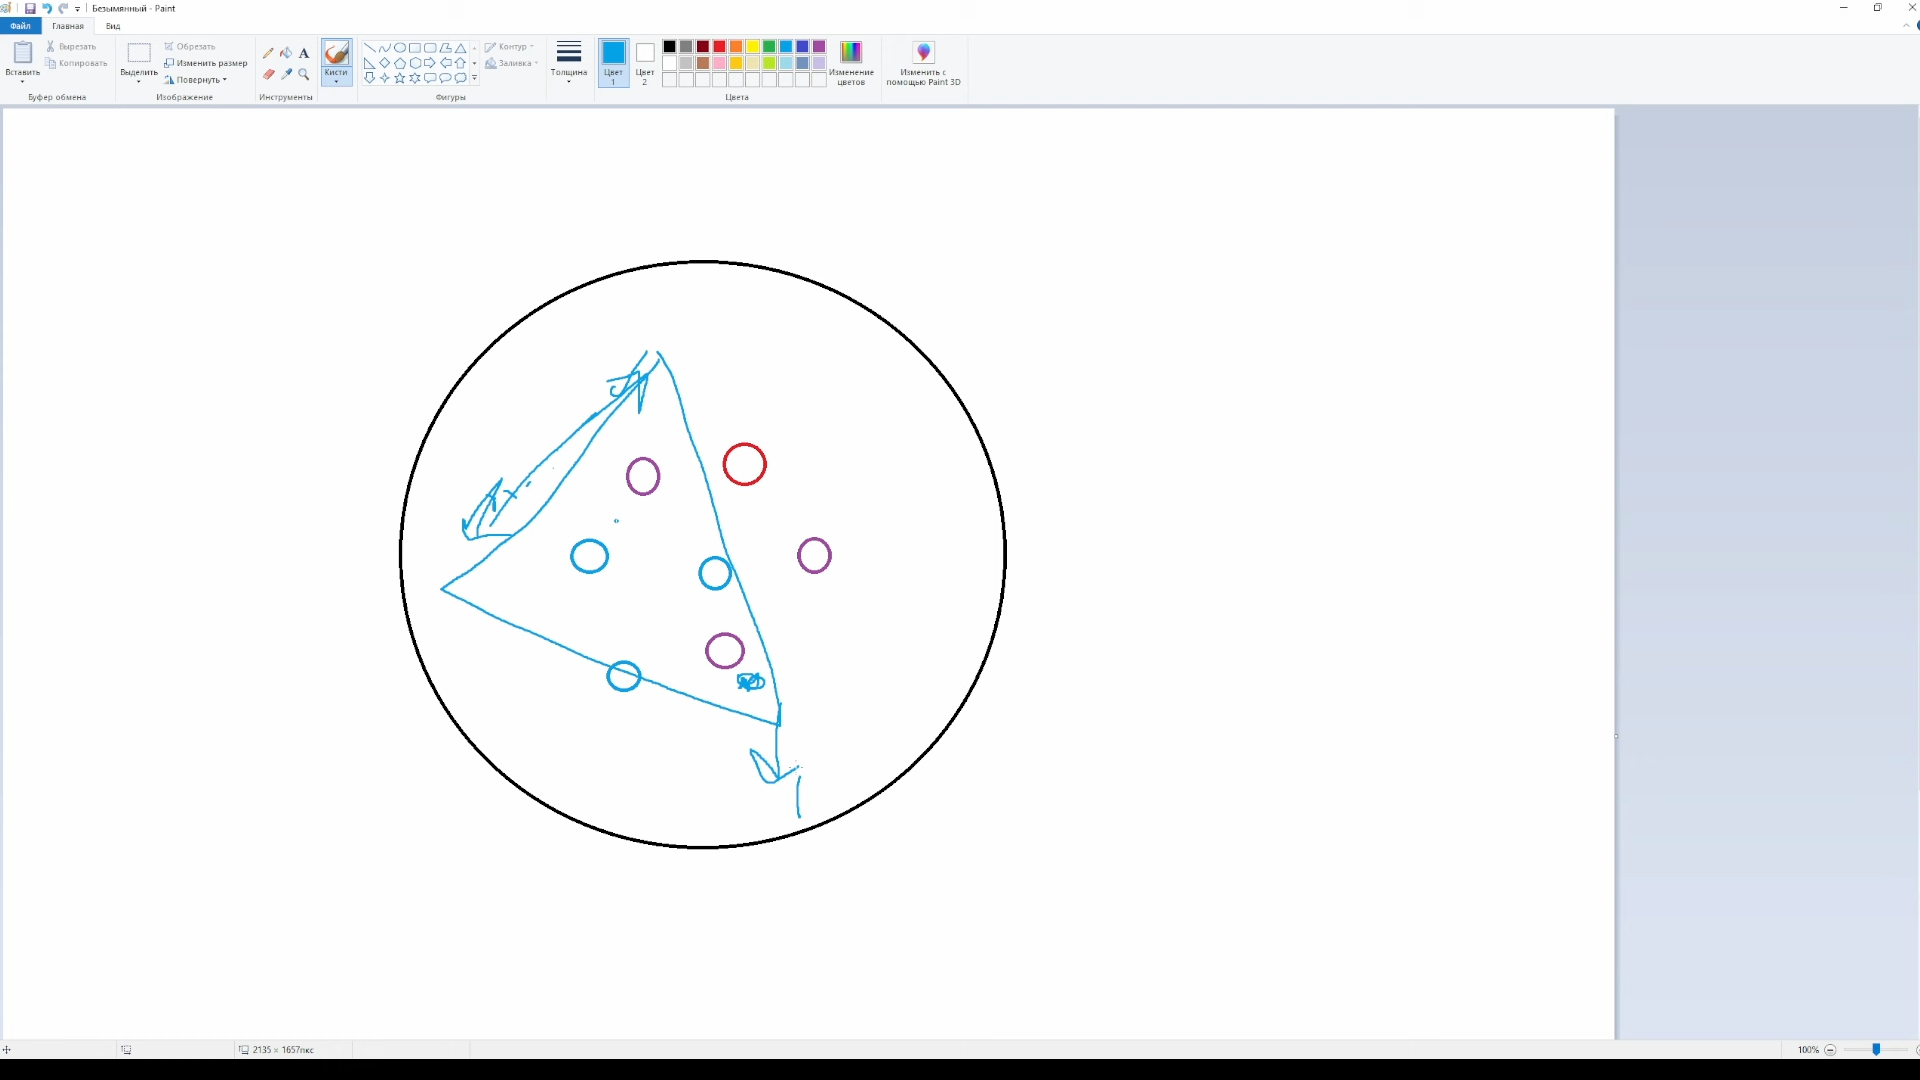 Безымянный - Paint
Файл Главная Вид
Вставить
Вырезать
Копировать
Буфер обмена
Выделить
Обрезать
Изменить размер
Повернуть
Изображение
A
Инструменты
Кисти
Контур
Заливка
Фигуры
Толщина
Цвет
1
Цвет
2
Изменение
цветов
Цвета
Изменить с
помощью Paint 3D
2135 × 1657пкс
100%